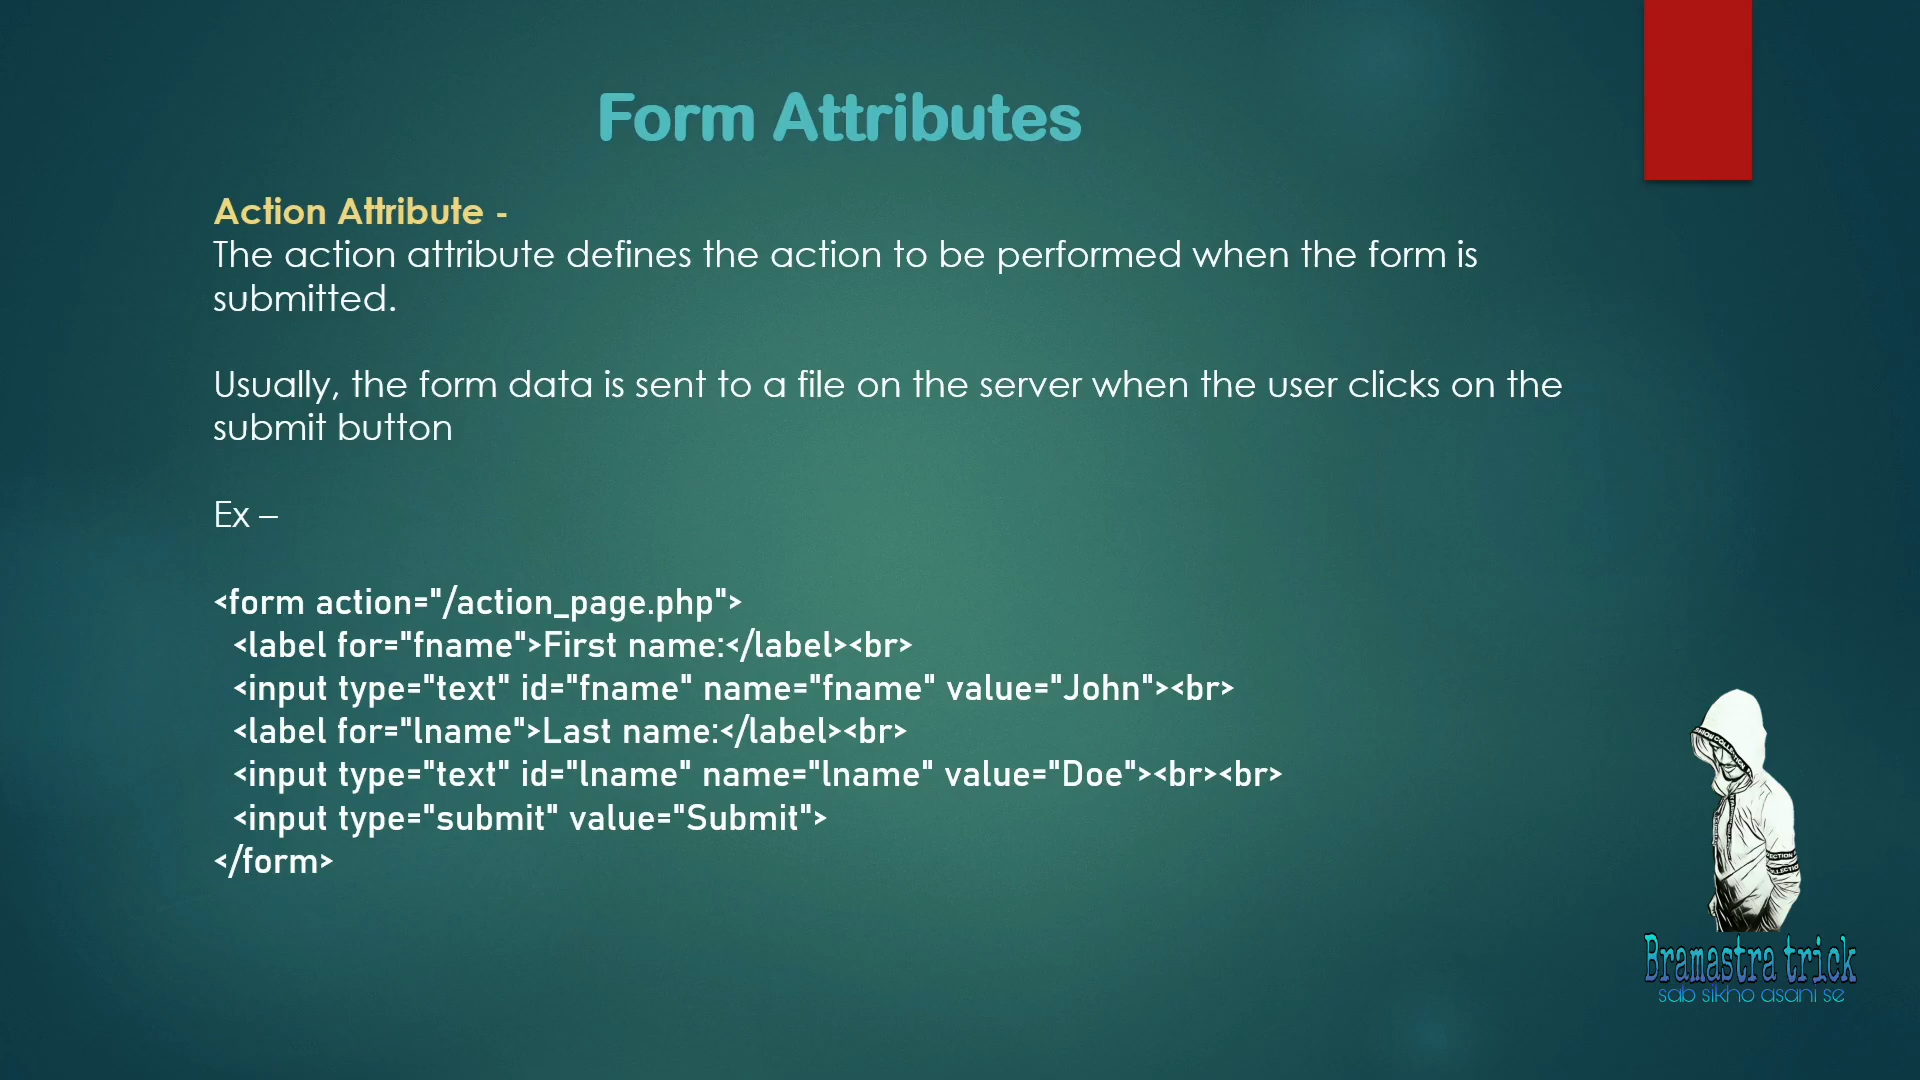 Form Attributes
Action Attribute -
The action attribute defines the action to be performed when the form is
submitted.
Usually, the form data is sent to a file on the server when the user clicks on the
submit button
Ex –
<form action="/action_page.php">
<label for="fname">First name:</label><br>
<input type="text" id="fname" name="fname" value="John"><br>
<label for="lname">Last name:</label><br>
<input type="text" id="lname" name="lname" value="Doe"><br><br>
<input type="submit" value="Submit">
</form>
Bramastra trick
sab sikho asani se